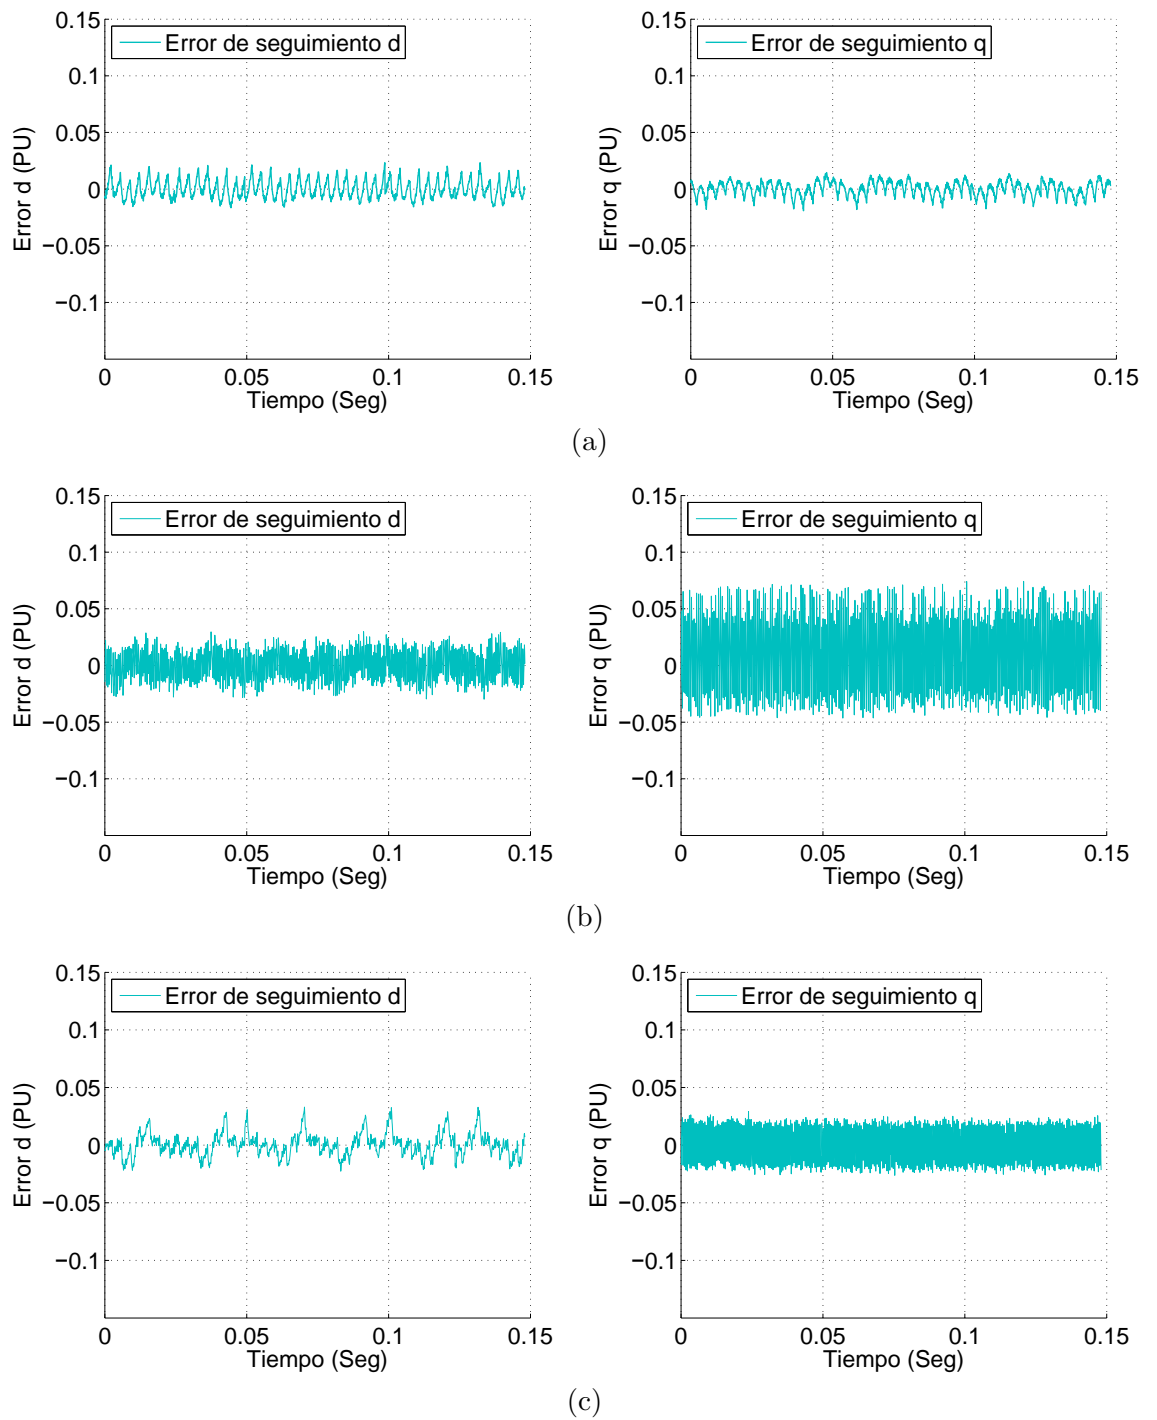 Error de seguimiento d
0.15
0.1
0.05
0
−0.05
−0.1
Error d (PU)
0 0.05 0.1 0.15
Tiempo (Seg)
Error de seguimiento q
0.15
0.1
0.05
0
−0.05
−0.1
Error q (PU)
0 0.05 0.1 0.15
Tiempo (Seg)
(a)
Error de seguimiento d
0.15
0.1
0.05
0
−0.05
−0.1
Error d (PU)
0 0.05 0.1 0.15
Tiempo (Seg)
Error de seguimiento q
0.15
0.1
0.05
0
−0.05
−0.1
Error q (PU)
0 0.05 0.1 0.15
Tiempo (Seg)
(b)
Error de seguimiento d
0.15
0.1
0.05
0
−0.05
−0.1
Error d (PU)
0 0.05 0.1 0.15
Tiempo (Seg)
Error de seguimiento q
0.15
0.1
0.05
0
−0.05
−0.1
Error q (PU)
0 0.05 0.1 0.15
Tiempo (Seg)
(c)